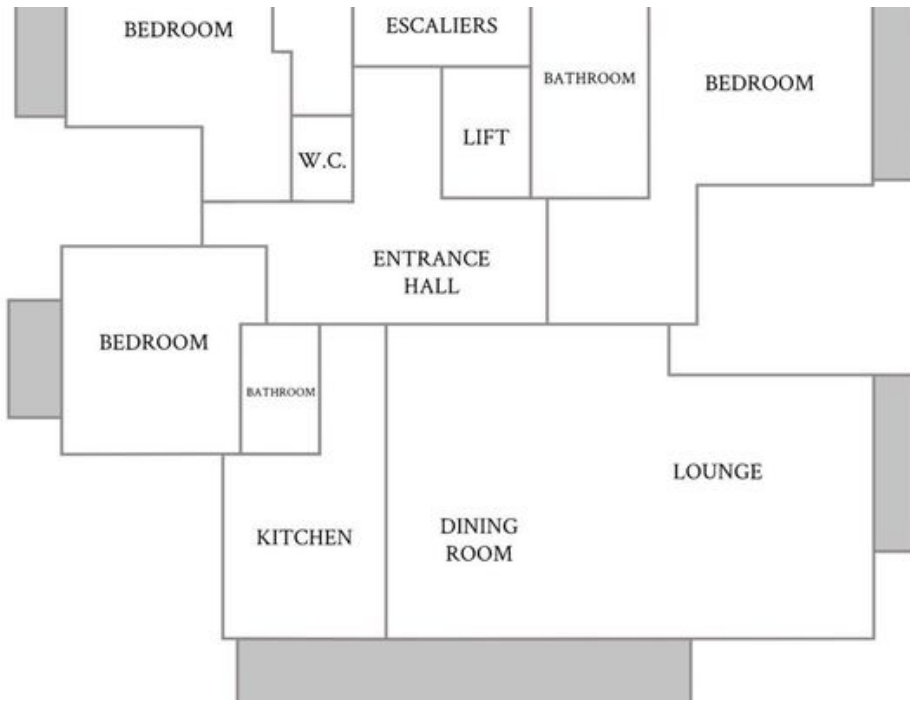 BEDROOM
ESCALIERS
BATHROOM
BEDROOM
LIFT
W.C.
ENTRANCE
HALL
BEDROOM
BATHROOM
LOUNGE
KITCHEN
DINING
ROOM